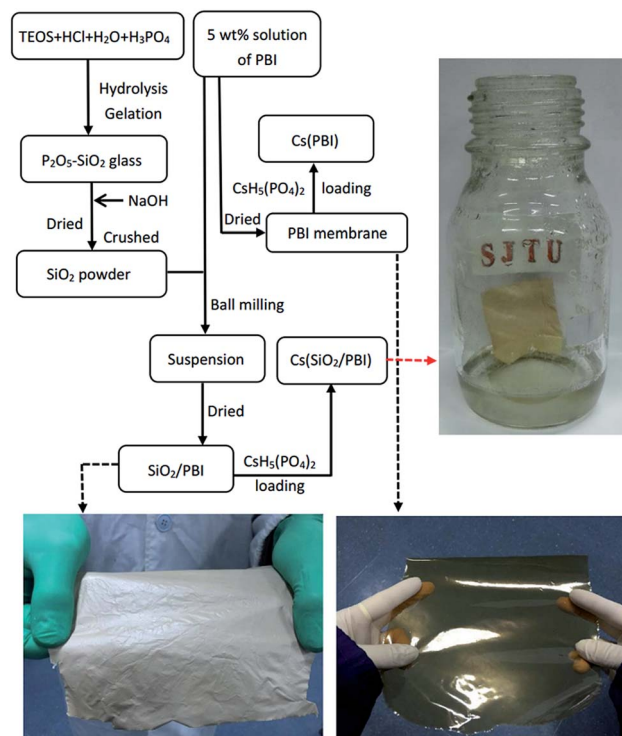 TEOS+HCl+H₂O+H₃PO₄
5 wt% solution
of PBI
Hydrolysis
Gelation
Cs(PBI)
P₂O₅-SiO₂ glass
CsH₅(PO₄)₂
loading
NaOH
Dried
Crushed
Dried
PBI membrane
SJTU
SiO₂ powder
Ball milling
Suspension
Cs(SiO₂/PBI)
Dried
SiO₂/PBI
CsH₅(PO₄)₂
loading